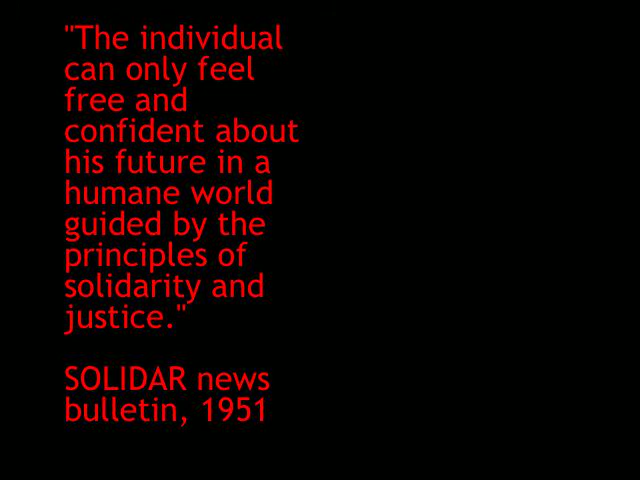 "The individual
can only feel
free and
confident about
his future in a
humane world
guided by the
principles of
solidarity and
justice."
SOLIDAR news
bulletin, 1951